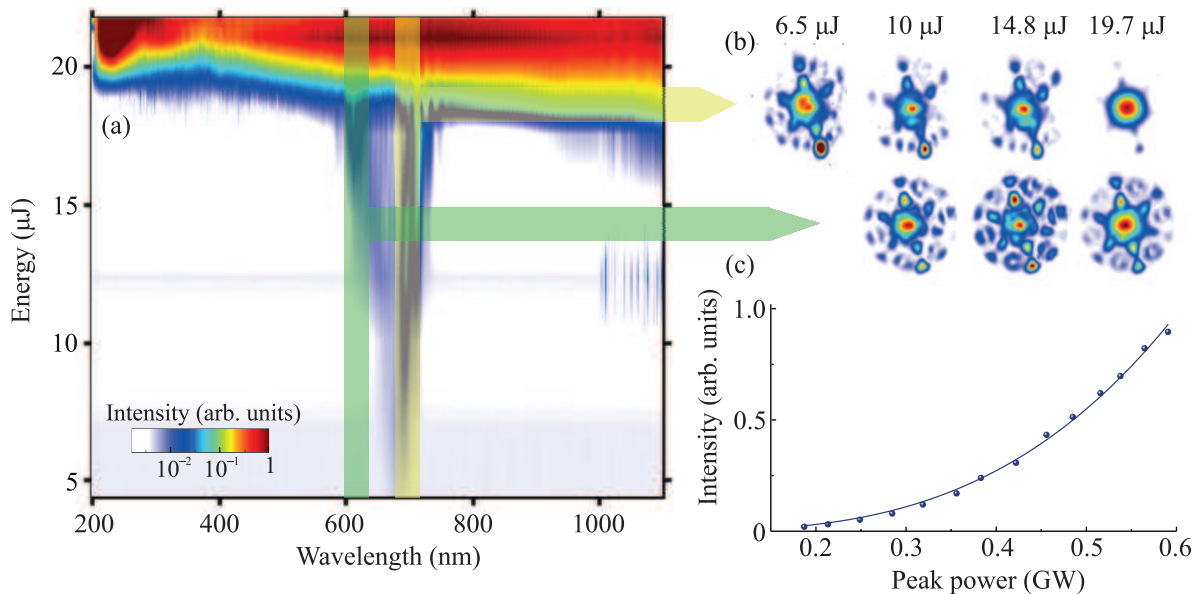 (a)
Energy (µJ)
20
15
10
5
Intensity (arb. units)
10⁻² 10⁻¹ 1
200 400 600 800 1000
Wavelength (nm)
(b)
6.5 µJ 10 µJ 14.8 µJ 19.7 µJ
(c)
Intensity (arb. units)
1.0
0.5
0
0.2 0.3 0.4 0.5 0.6
Peak power (GW)